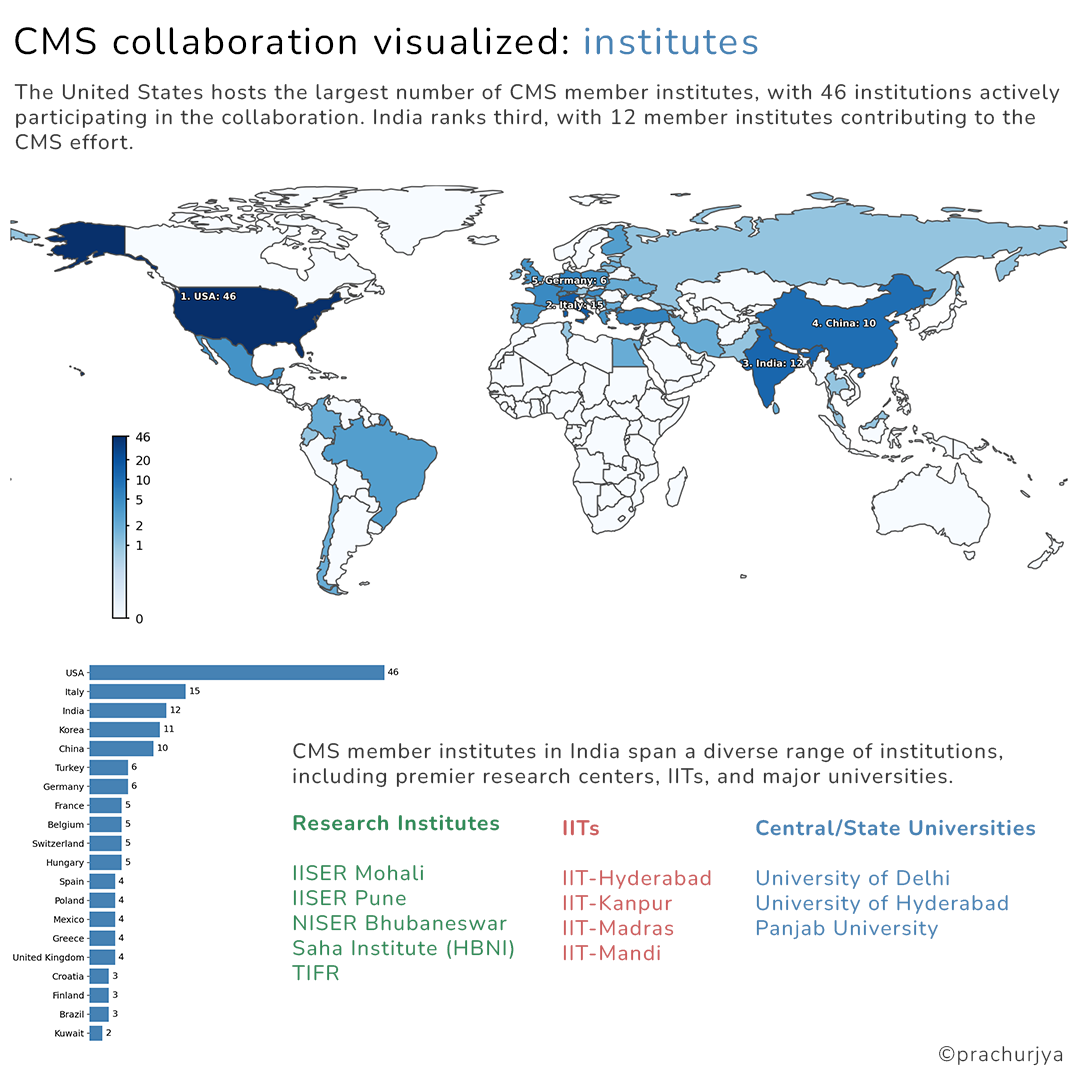 CMS collaboration visualized: institutes
The United States hosts the largest number of CMS member institutes, with 46 institutions actively
participating in the collaboration. India ranks third, with 12 member institutes contributing to the
CMS effort.
1. USA: 46
5. Germany: 6
2. Italy: 15
4. China: 10
3. India: 12
46
20
10
5
2
1
0
USA 46
Italy 15
India 12
Korea 11
China 10
Turkey 6
Germany 6
France 5
Belgium 5
Switzerland 5
Hungary 5
Spain 4
Poland 4
Mexico 4
Greece 4
United Kingdom 4
Croatia 3
Finland 3
Brazil 3
Kuwait 2
CMS member institutes in India span a diverse range of institutions,
including premier research centers, IITs, and major universities.
Research Institutes
IISER Mohali
IISER Pune
NISER Bhubaneswar
Saha Institute (HBNI)
TIFR
IITs
IIT-Hyderabad
IIT-Kanpur
IIT-Madras
IIT-Mandi
Central/State Universities
University of Delhi
University of Hyderabad
Panjab University
©prachurjya